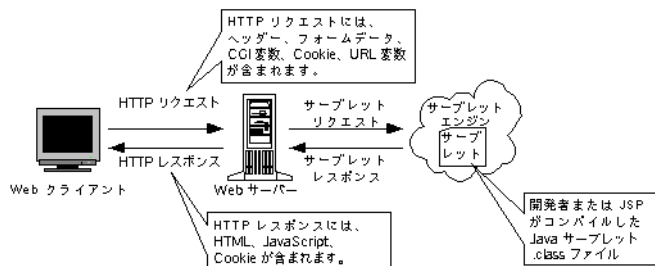 HTTP リクエストには、
ヘッダー、フォームデータ、
CGI変数、Cookie、URL 変数
が含まれます。
HTTP リクエスト
サーブレット
リクエスト
サーブレット
エンジン
サーブ
レット
HTTP レスポンス
サーブレット
レスポンス
Web クライアント
Web サーバー
HTTP レスポンスには、
HTML、JavaScript、
Cookie が含まれます。
開発者または JSP
がコンパイルした
Java サーブレット
.class ファイル